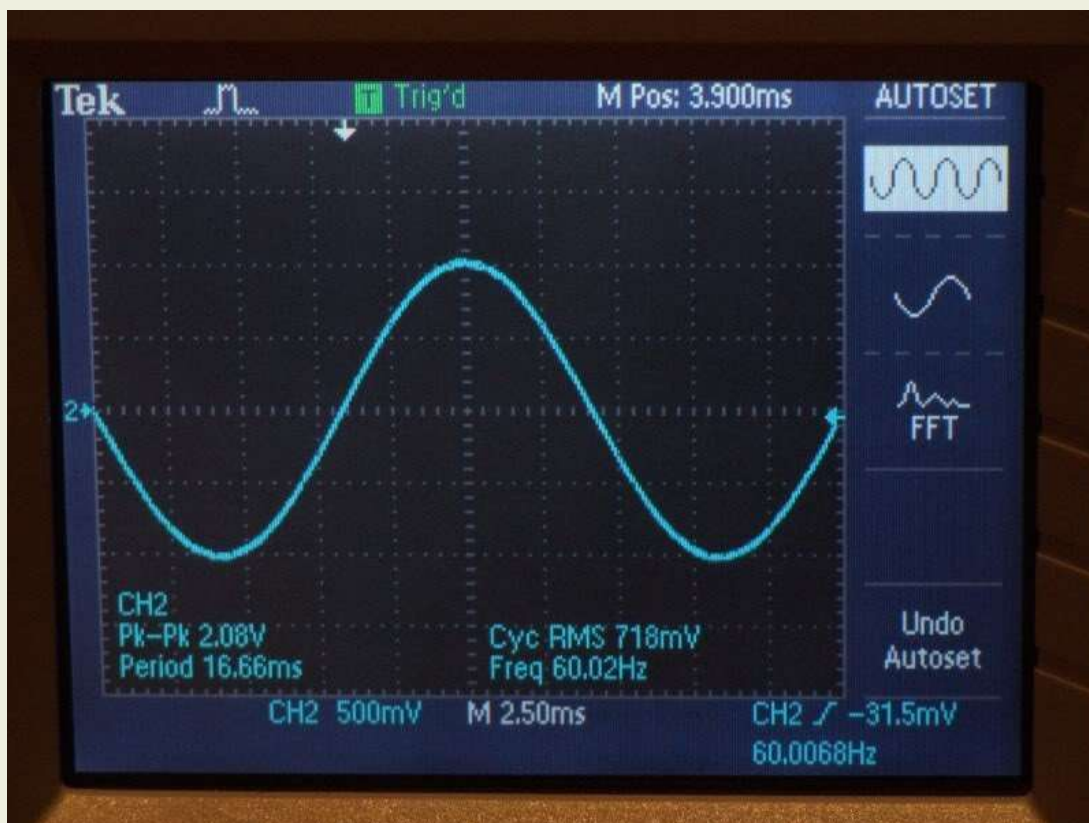 Tek Trig'd M Pos: 3.900ms AUTOSET
2
FFT
CH2
Pk-Pk 2.08V Cyc RMS 718mV
Period 16.66ms Freq 60.02Hz
Undo
Autoset
CH2 500mV M 2.50ms CH2 -31.5mV
60.0068Hz